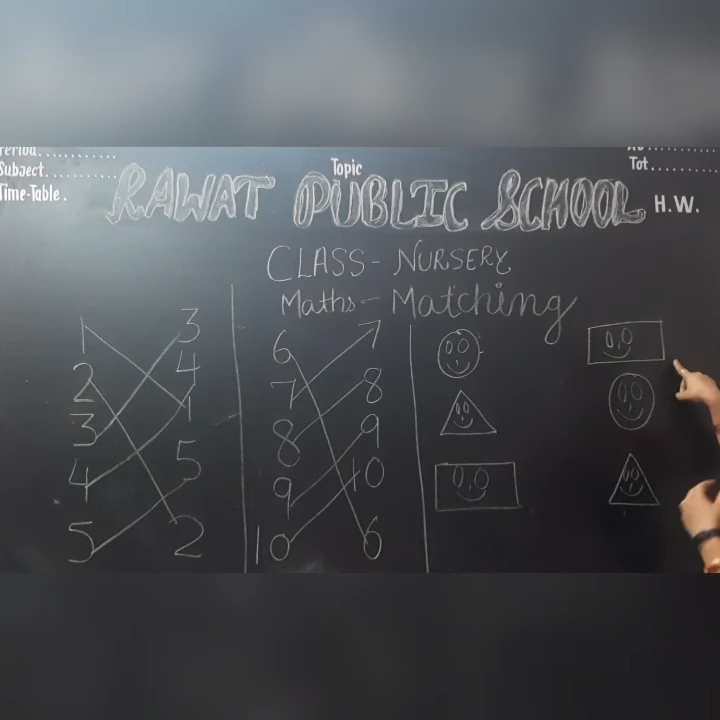 Period............
Subject............
Time-Table.
Topic
Tot.........
H.W.
RAWAT PUBLIC SCHOOL
CLASS - NURSERY
Maths - Matching
1 3
2 4
3 1
4 5
5 2
6 7
7 8
8 9
9 10
10 6